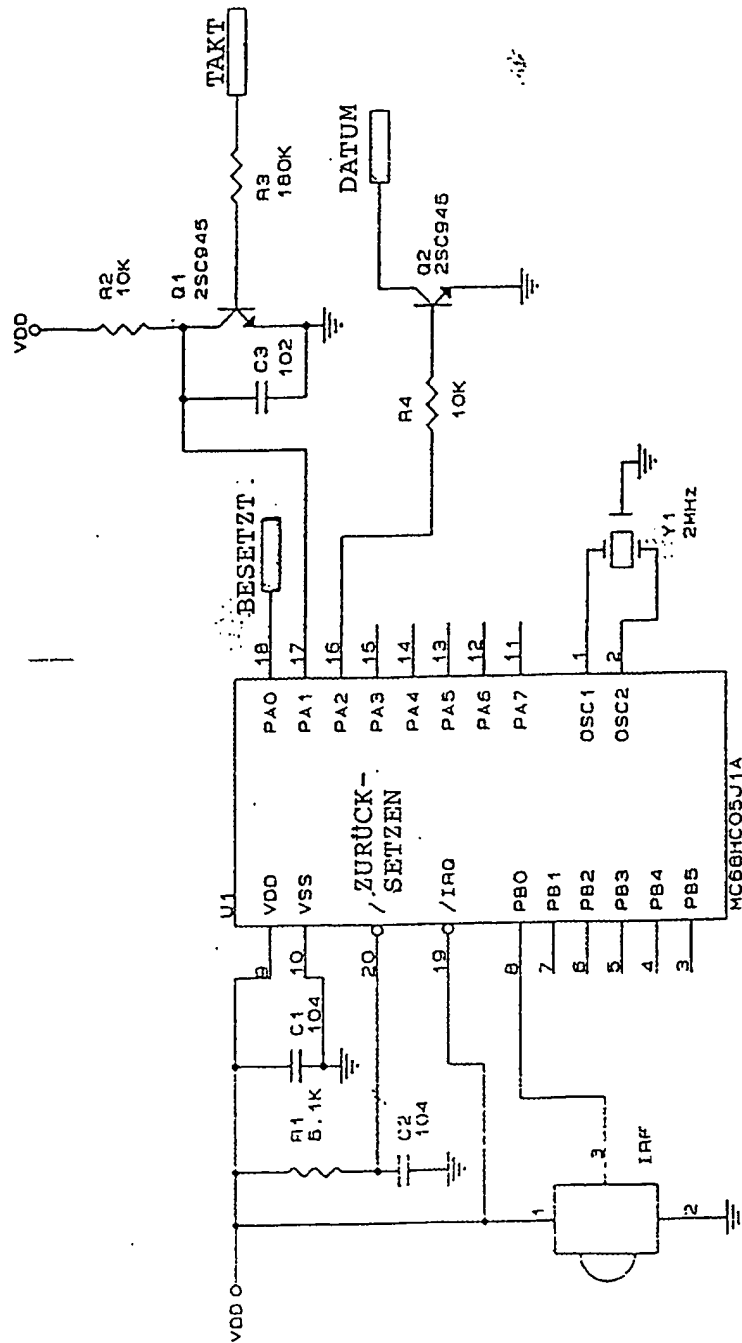 VDD
R2
10K
Q1
2SC945
R3
180K
TAKT
C3
102
DATUM
Q2
2SC945
R4
10K
BESETZT.
18
17
16
15
14
13
12
11
1
2
Y1
2MHz
U1
VDD
VSS
/ZURÜCK-
SETZEN
/IRQ
PB0
PB1
PB2
PB3
PB4
PB5
PA0
PA1
PA2
PA3
PA4
PA5
PA6
PA7
OSC1
OSC2
MC68HC05J1A
9
10
20
19
8
7
6
5
4
3
VDD
R1
5.1K
C1
104
C2
104
1
3
2